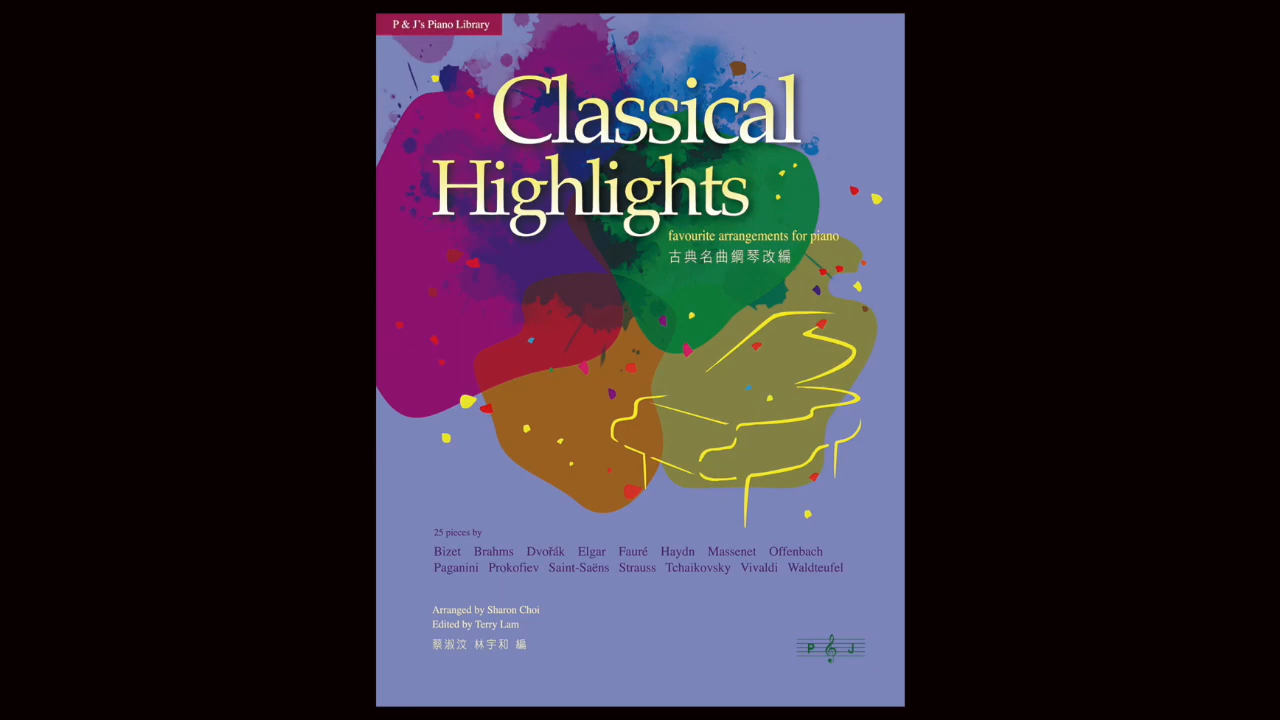 P & J's Piano Library
Classical
Highlights
favourite arrangements for piano
古典名曲鋼琴改編
25 pieces by
Bizet Brahms Dvořák Elgar Fauré Haydn Massenet Offenbach
Paganini Prokofiev Saint-Saëns Strauss Tchaikovsky Vivaldi Waldteufel
Arranged by Sharon Choi
Edited by Terry Lam
蔡淑汶 林宇和 編
P J